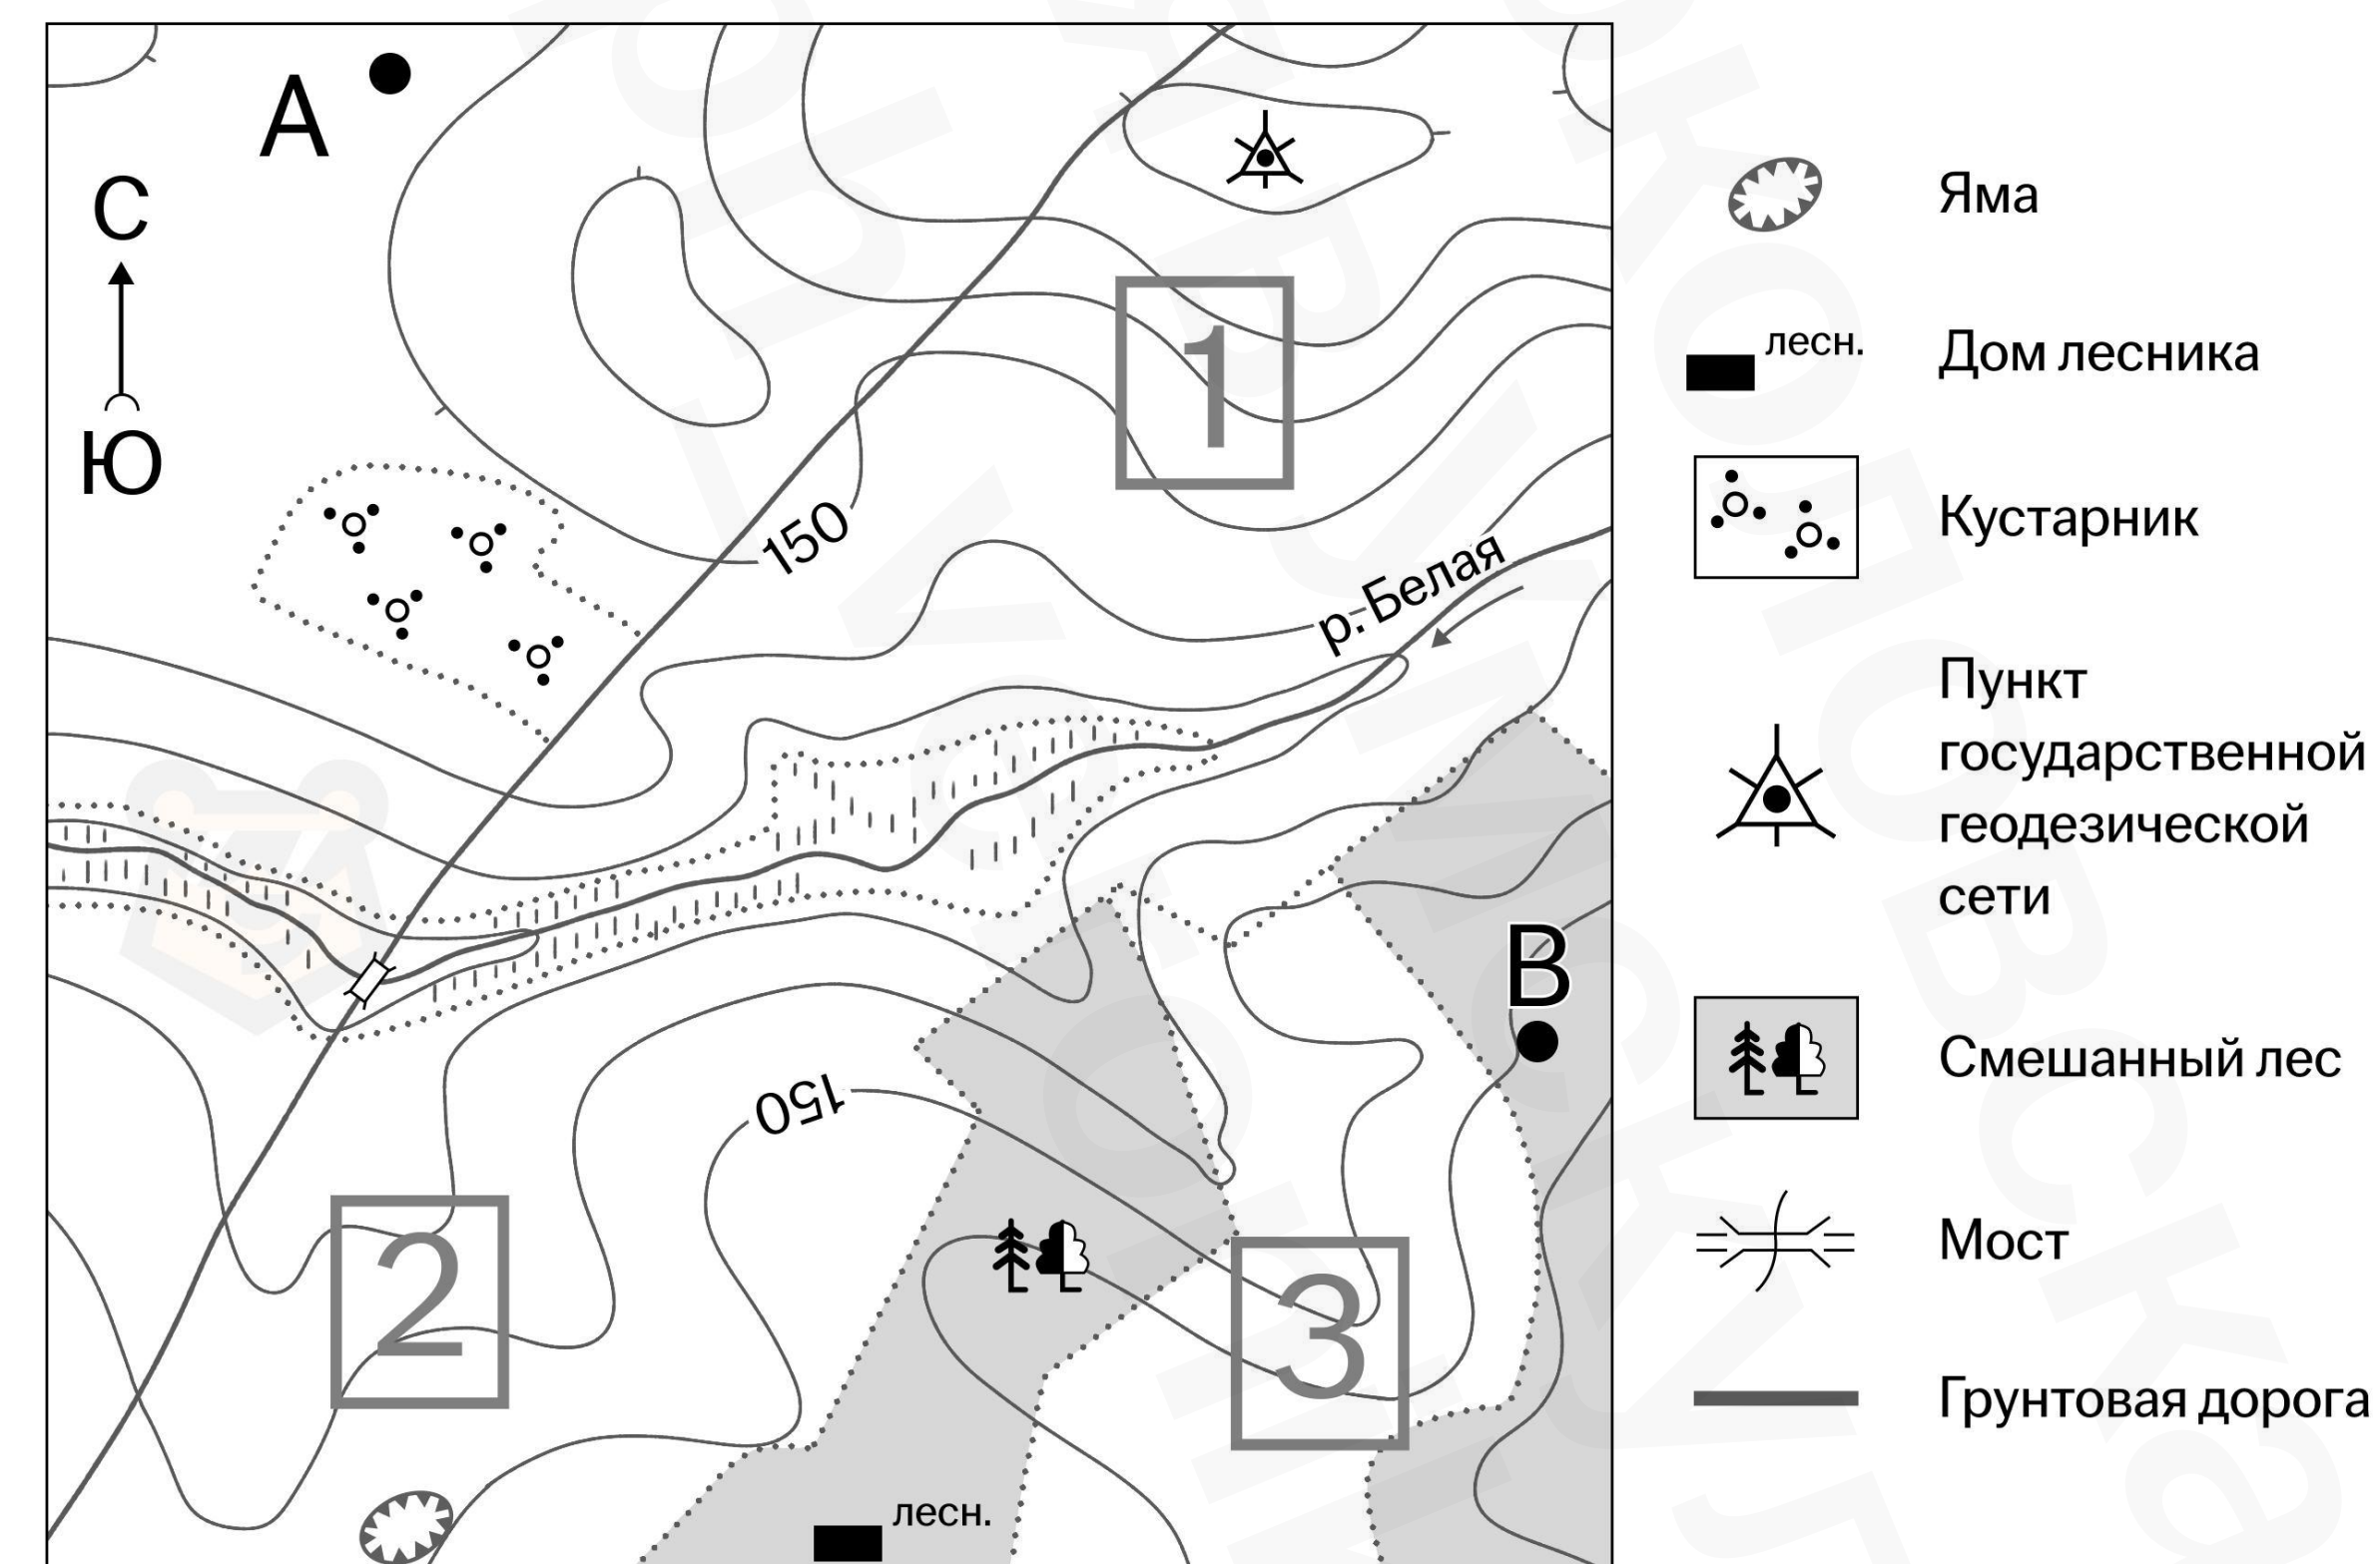 А
С
Ю
150
р. Белая
1
В
150
2
3
лесн.
Яма
лесн.
Дом лесника
Кустарник
Пункт
государственной
геодезической
сети
Смешанный лес
Мост
Грунтовая дорога